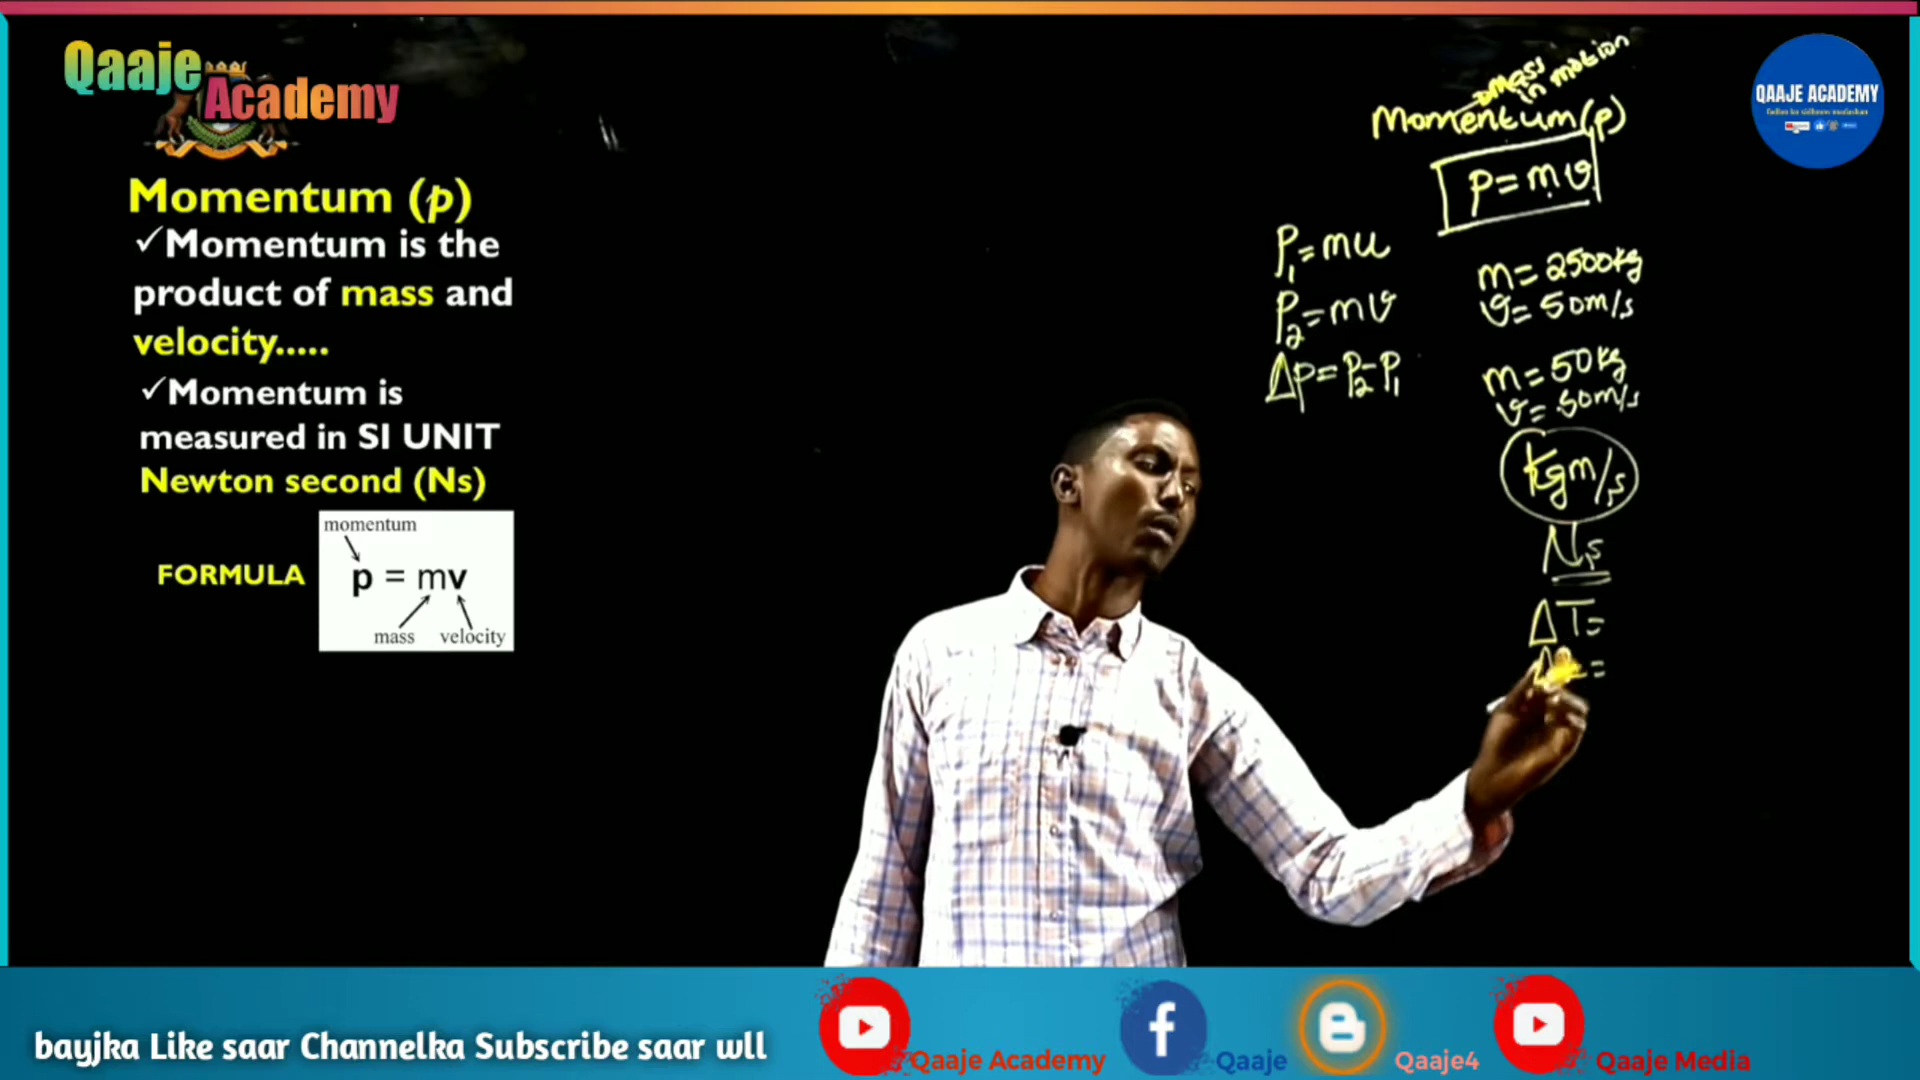 Qaaje
Academy
Momentum (p)
✓Momentum is the
product of mass and
velocity.....
✓Momentum is
measured in SI UNIT
Newton second (Ns)
FORMULA
momentum
p = mv
mass velocity
mass
in motion
Momentum(p)
p=mv
P₁=mu
P₂=mv
Δp=P₂-P₁
m=2500kg
v=50m/s
m=50kg
v=50m/s
kgm/s
Ns
ΔT=
QAAJE ACADEMY
bayjka Like saar Channelka Subscribe saar wll
Qaaje Academy
Qaaje
Qaaje4
Qaaje Media